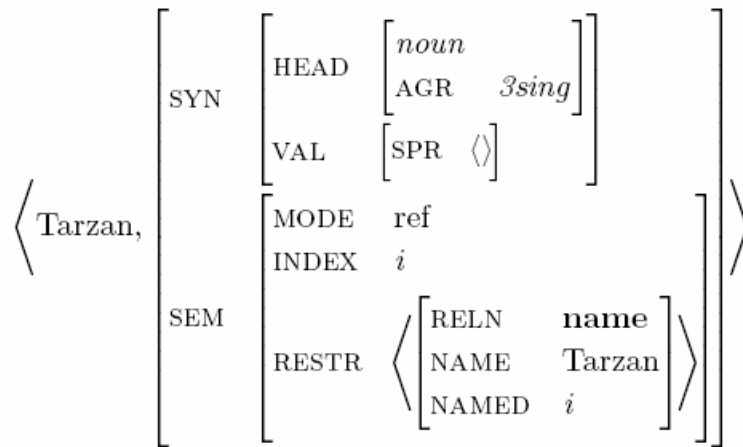 noun
HEAD
AGR 3sing
SYN
VAL [SPR ⟨⟩]
⟨Tarzan,
MODE ref
INDEX i
SEM
RELN name
RESTR ⟨ NAME Tarzan ⟩ ⟩
NAMED i